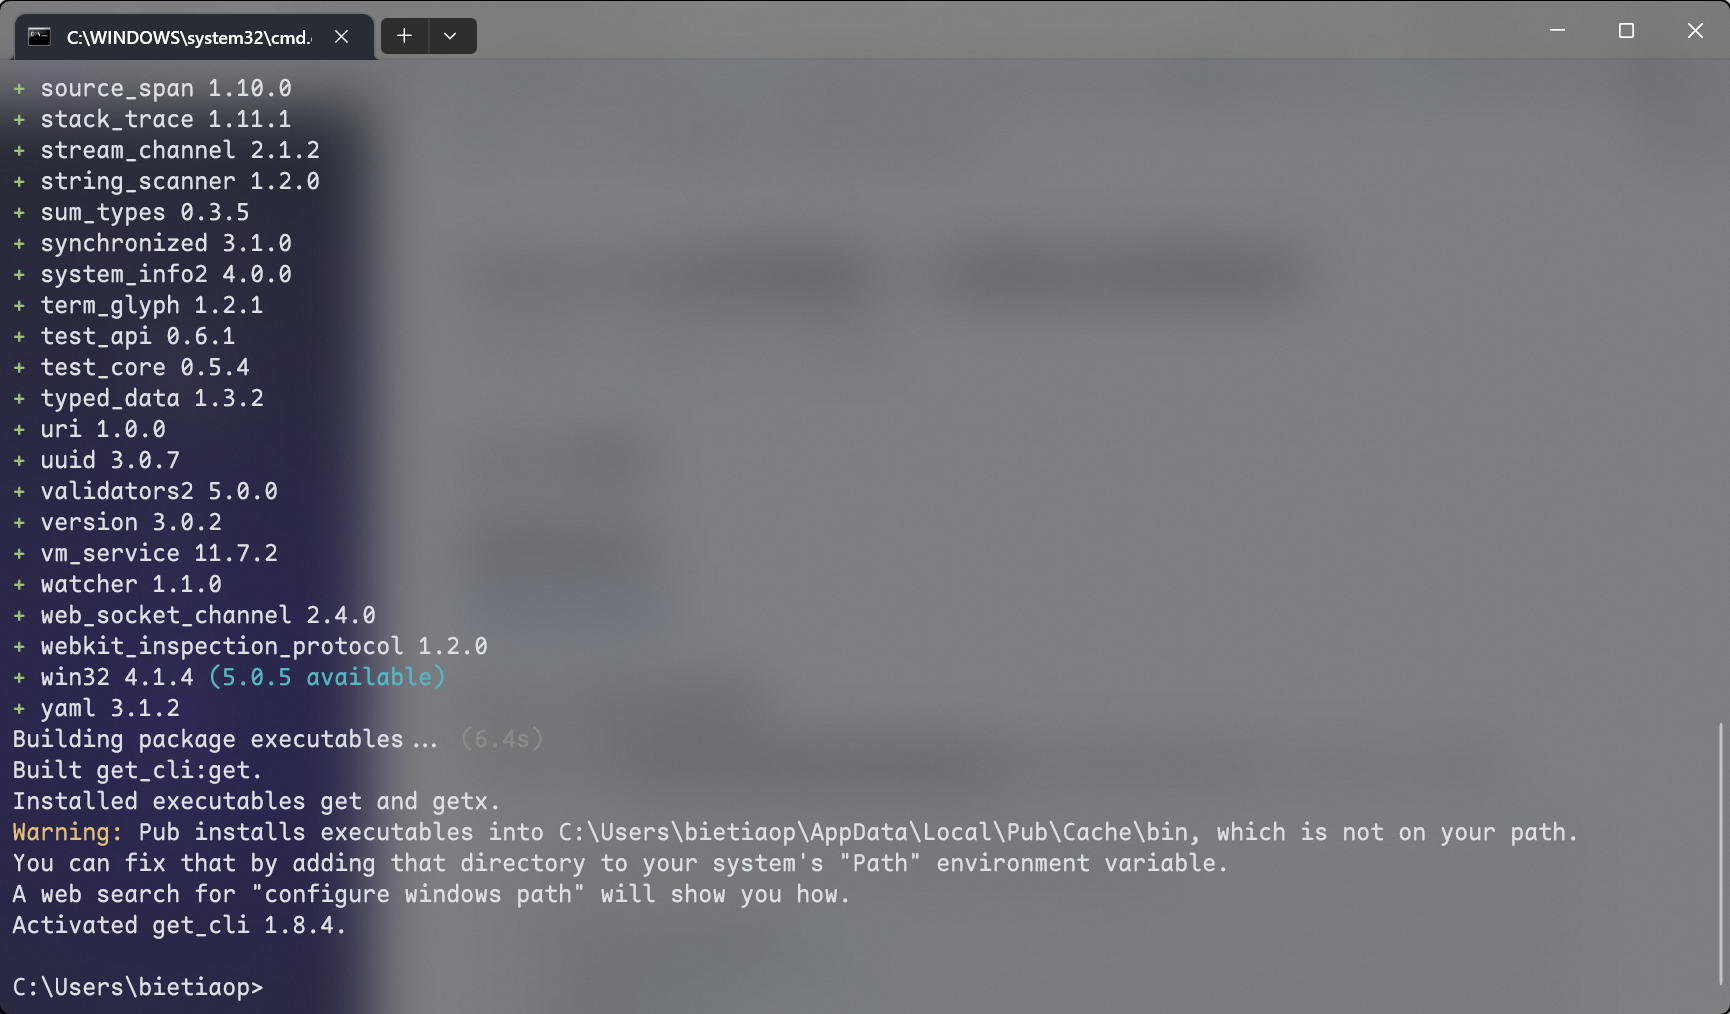 C:\WINDOWS\system32\cmd.
+ source_span 1.10.0
+ stack_trace 1.11.1
+ stream_channel 2.1.2
+ string_scanner 1.2.0
+ sum_types 0.3.5
+ synchronized 3.1.0
+ system_info2 4.0.0
+ term_glyph 1.2.1
+ test_api 0.6.1
+ test_core 0.5.4
+ typed_data 1.3.2
+ uri 1.0.0
+ uuid 3.0.7
+ validators2 5.0.0
+ version 3.0.2
+ vm_service 11.7.2
+ watcher 1.1.0
+ web_socket_channel 2.4.0
+ webkit_inspection_protocol 1.2.0
+ win32 4.1.4 (5.0.5 available)
+ yaml 3.1.2
Building package executables... (6.4s)
Built get_cli:get.
Installed executables get and getx.
Warning: Pub installs executables into C:\Users\bietiaop\AppData\Local\Pub\Cache\bin, which is not on your path.
You can fix that by adding that directory to your system's "Path" environment variable.
A web search for "configure windows path" will show you how.
Activated get_cli 1.8.4.
C:\Users\bietiaop>